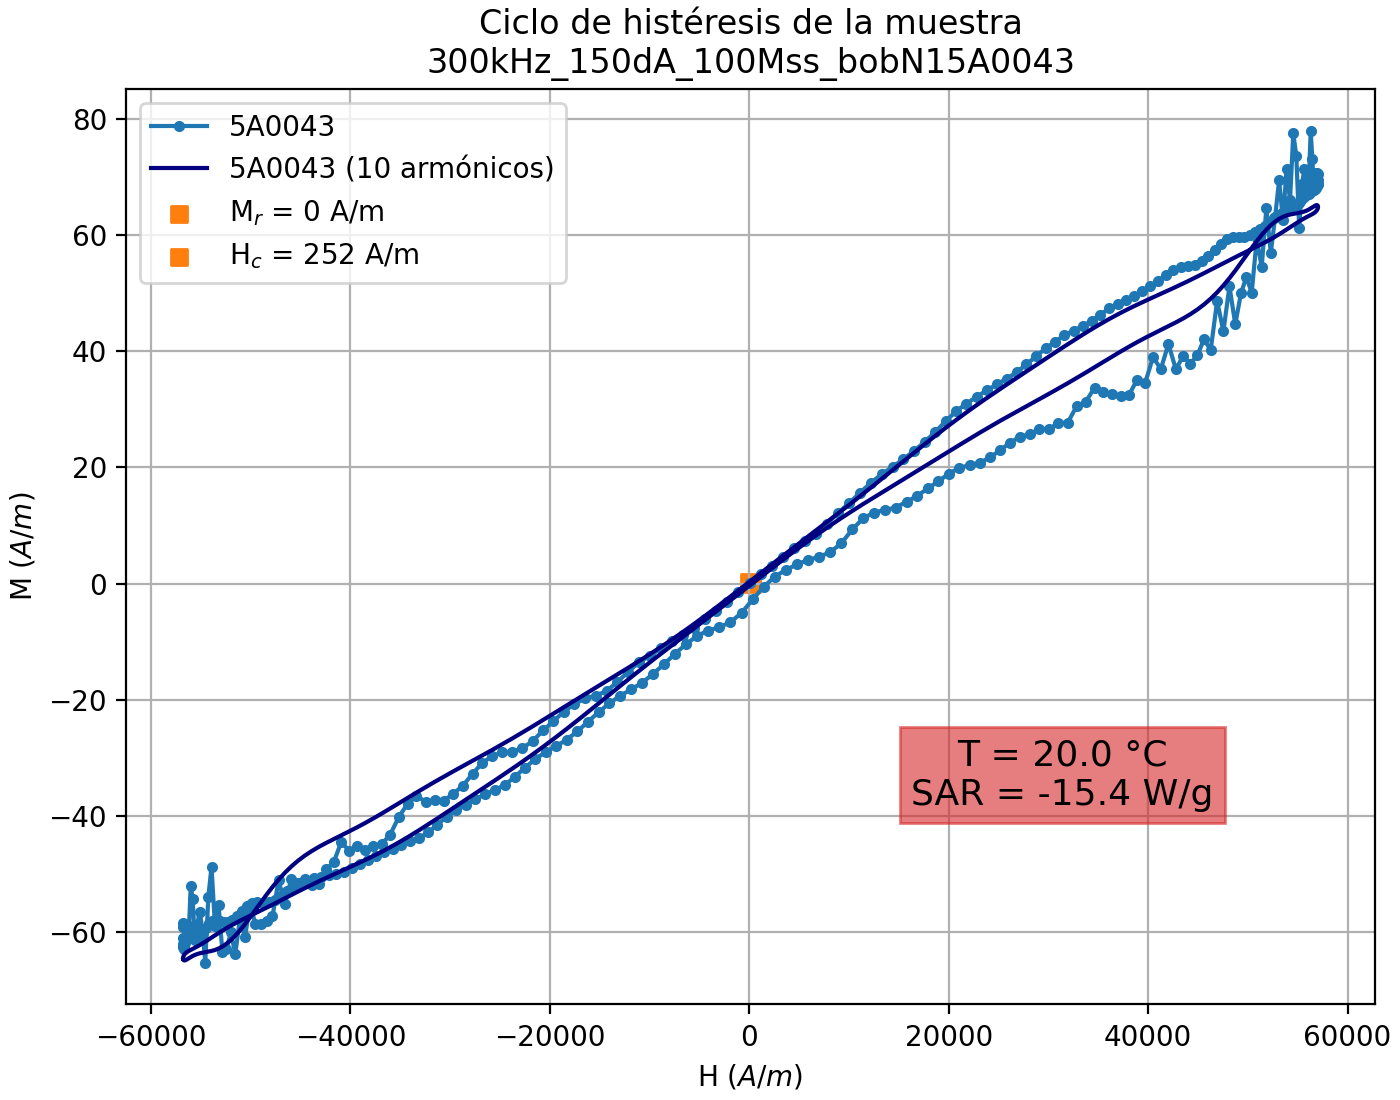 Ciclo de histéresis de la muestra
300kHz_150dA_100Mss_bobN15A0043
5A0043
5A0043 (10 armónicos)
Mᵣ = 0 A/m
H_c = 252 A/m
80
60
40
20
0
−20
−40
−60
M (A/m)
T = 20.0 °C
SAR = -15.4 W/g
−60000 −40000 −20000 0 20000 40000 60000
H (A/m)